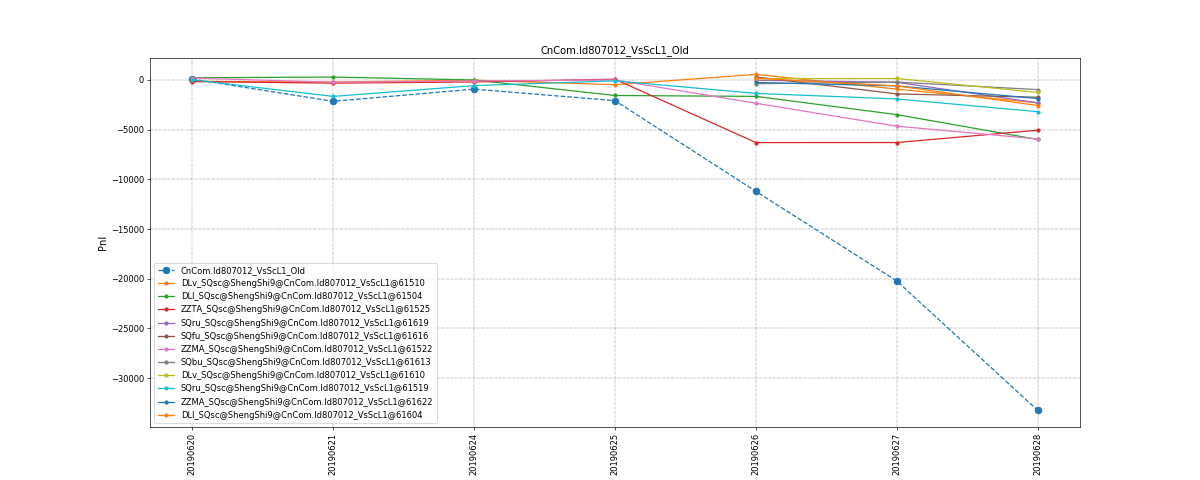 CnCom.Id807012_VsScL1_Old
0
−5000
−10000
−15000
−20000
−25000
−30000
Pnl
CnCom.Id807012_VsScL1_Old
DLv_SQsc@ShengShi9@CnCom.Id807012_VsScL1@61510
DLl_SQsc@ShengShi9@CnCom.Id807012_VsScL1@61504
ZZTA_SQsc@ShengShi9@CnCom.Id807012_VsScL1@61525
SQru_SQsc@ShengShi9@CnCom.Id807012_VsScL1@61619
SQfu_SQsc@ShengShi9@CnCom.Id807012_VsScL1@61616
ZZMA_SQsc@ShengShi9@CnCom.Id807012_VsScL1@61522
SQbu_SQsc@ShengShi9@CnCom.Id807012_VsScL1@61613
DLv_SQsc@ShengShi9@CnCom.Id807012_VsScL1@61610
SQru_SQsc@ShengShi9@CnCom.Id807012_VsScL1@61519
ZZMA_SQsc@ShengShi9@CnCom.Id807012_VsScL1@61622
DLl_SQsc@ShengShi9@CnCom.Id807012_VsScL1@61604
20190620
20190621
20190624
20190625
20190626
20190627
20190628